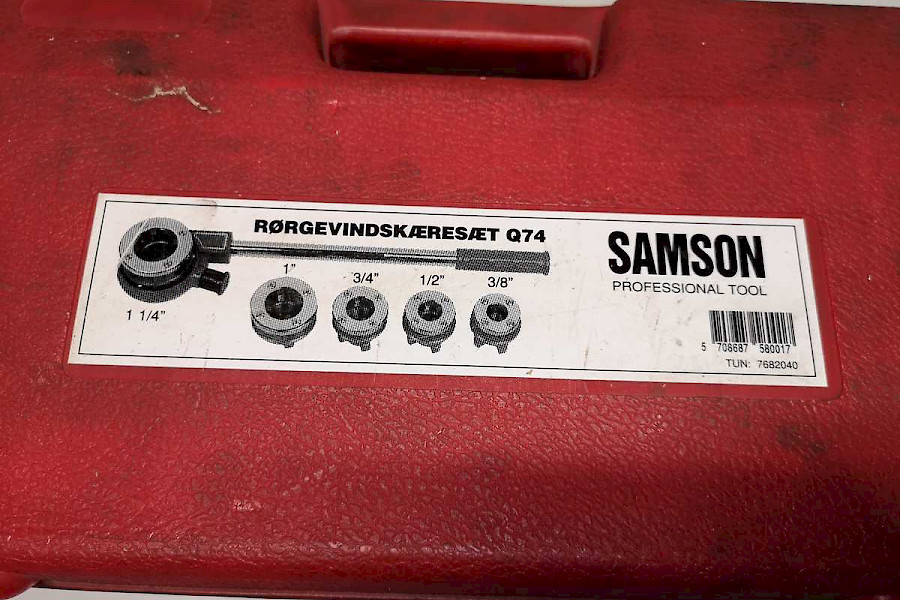 RØRGEVINDSKÆRESÆT Q74
1"
3/4"
1/2"
3/8"
1 1/4"
SAMSON
PROFESSIONAL TOOL
5 708687 580017
TUN: 7682040